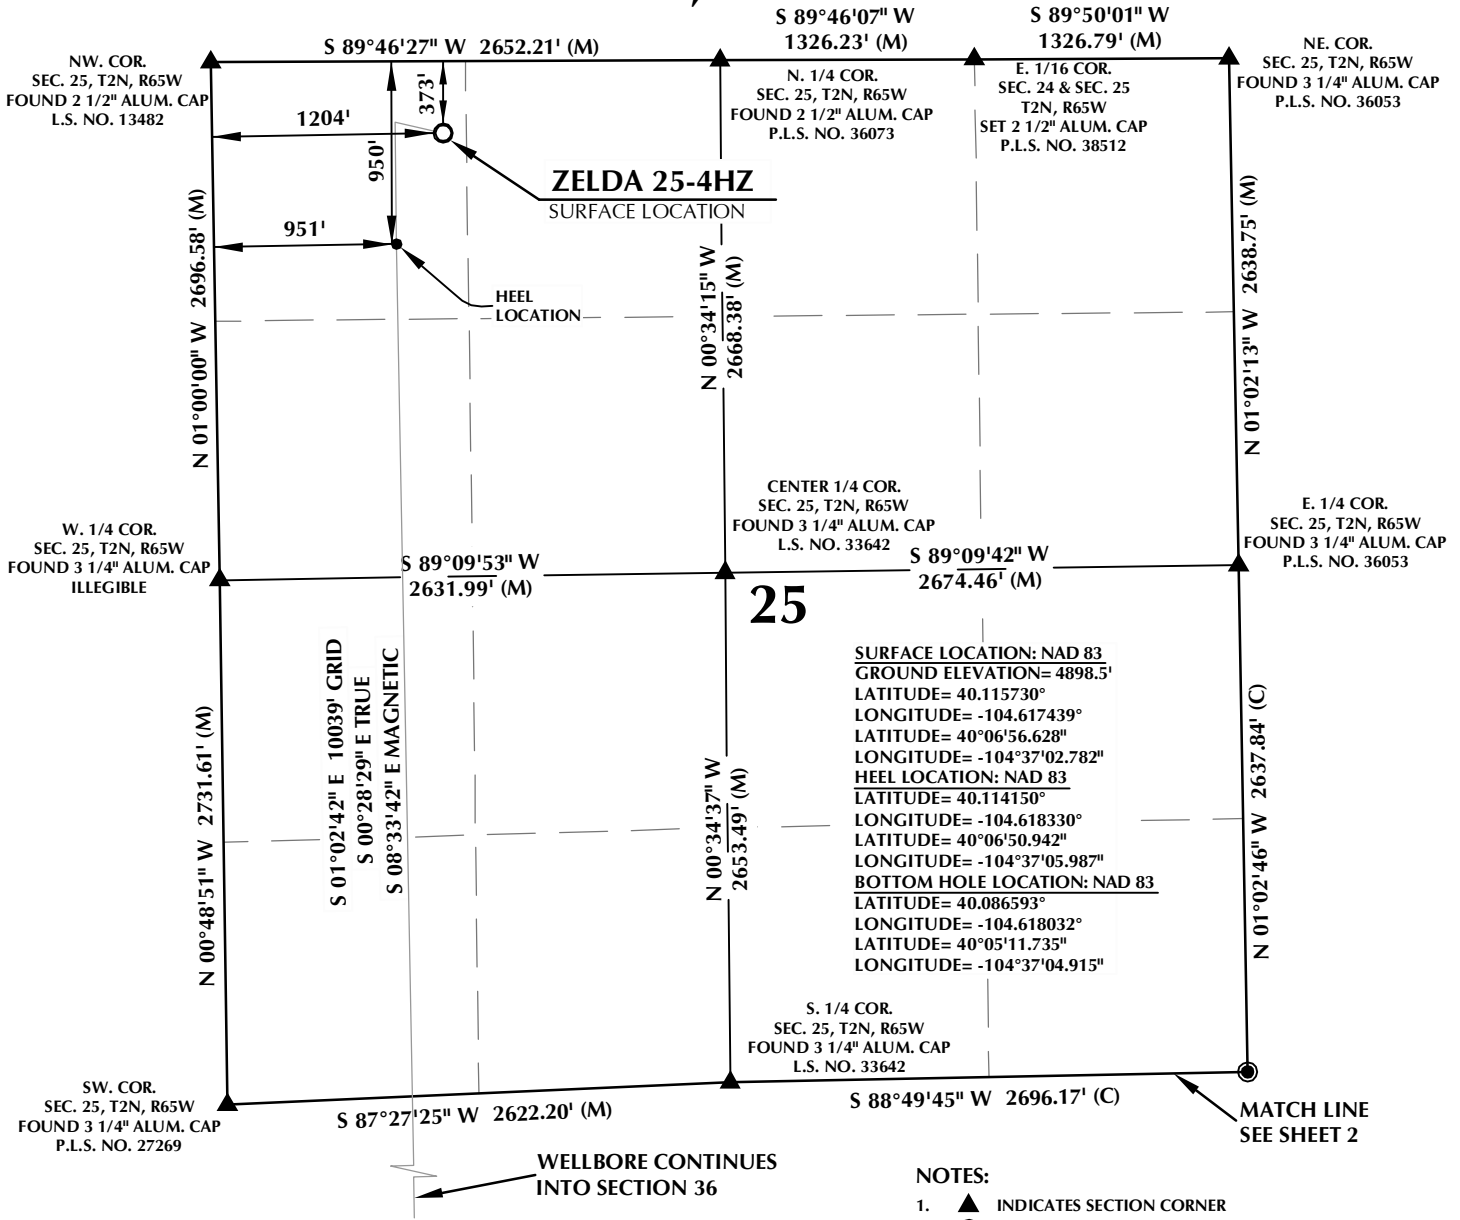 S 89°46'07" W
1326.23' (M)
S 89°50'01" W
1326.79' (M)
S 89°46'27" W 2652.21' (M)
NW. COR.
SEC. 25, T2N, R65W
FOUND 2 1/2" ALUM. CAP
L.S. NO. 13482
N. 1/4 COR.
SEC. 25, T2N, R65W
FOUND 2 1/2" ALUM. CAP
P.L.S. NO. 36073
E. 1/16 COR.
SEC. 24 & SEC. 25
T2N, R65W
SET 2 1/2" ALUM. CAP
P.L.S. NO. 38512
NE. COR.
SEC. 25, T2N, R65W
FOUND 3 1/4" ALUM. CAP
P.L.S. NO. 36053
373'
1204'
950'
951'
ZELDA 25-4HZ
SURFACE LOCATION
HEEL
LOCATION
N 01°00'00" W 2696.58' (M)
N 00°34'15" W
2668.38' (M)
N 01°02'13" W 2638.75' (M)
W. 1/4 COR.
SEC. 25, T2N, R65W
FOUND 3 1/4" ALUM. CAP
ILLEGIBLE
CENTER 1/4 COR.
SEC. 25, T2N, R65W
FOUND 3 1/4" ALUM. CAP
L.S. NO. 33642
E. 1/4 COR.
SEC. 25, T2N, R65W
FOUND 3 1/4" ALUM. CAP
P.L.S. NO. 36053
S 89°09'53" W
2631.99' (M)
S 89°09'42" W
2674.46' (M)
25
S 01°02'42" E 10039' GRID
S 00°28'29" E TRUE
S 08°33'42" E MAGNETIC
SURFACE LOCATION: NAD 83
GROUND ELEVATION= 4898.5'
LATITUDE= 40.115730°
LONGITUDE= -104.617439°
LATITUDE= 40°06'56.628"
LONGITUDE= -104°37'02.782"
HEEL LOCATION: NAD 83
LATITUDE= 40.114150°
LONGITUDE= -104.618330°
LATITUDE= 40°06'50.942"
LONGITUDE= -104°37'05.987"
BOTTOM HOLE LOCATION: NAD 83
LATITUDE= 40.086593°
LONGITUDE= -104.618032°
LATITUDE= 40°05'11.735"
LONGITUDE= -104°37'04.915"
N 00°48'51" W 2731.61' (M)
N 00°34'37" W
2653.49' (M)
N 01°02'46" W 2637.84' (C)
S. 1/4 COR.
SEC. 25, T2N, R65W
FOUND 3 1/4" ALUM. CAP
L.S. NO. 33642
SW. COR.
SEC. 25, T2N, R65W
FOUND 3 1/4" ALUM. CAP
P.L.S. NO. 27269
S 87°27'25" W 2622.20' (M)
S 88°49'45" W 2696.17' (C)
MATCH LINE
SEE SHEET 2
WELLBORE CONTINUES
INTO SECTION 36
NOTES:
1. INDICATES SECTION CORNER